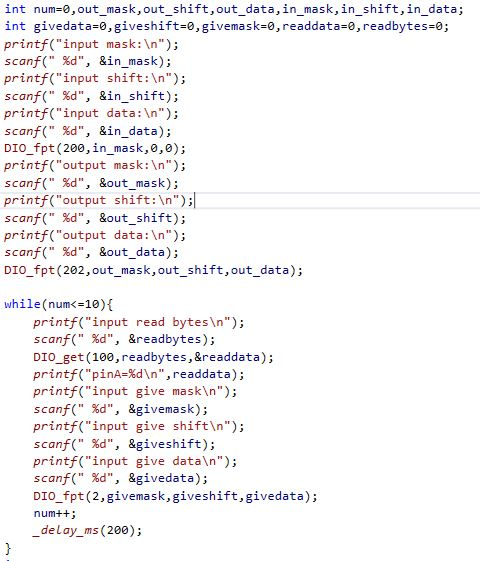 int num=0,out_mask,out_shift,out_data,in_mask,in_shift,in_data;
int givedata=0,giveshift=0,givemask=0,readdata=0,readbytes=0;
printf("input mask:\n");
scanf(" %d", &in_mask);
printf("input shift:\n");
scanf(" %d", &in_shift);
printf("input data:\n");
scanf(" %d", &in_data);
DIO_fpt(200,in_mask,0,0);
printf("output mask:\n");
scanf(" %d", &out_mask);
printf("output shift:\n");
scanf(" %d", &out_shift);
printf("output data:\n");
scanf(" %d", &out_data);
DIO_fpt(202,out_mask,out_shift,out_data);
while(num<=10){
printf("input read bytes\n");
scanf(" %d", &readbytes);
DIO_get(100,readbytes,&readdata);
printf("pinA=%d\n",readdata);
printf("input give mask\n");
scanf(" %d", &givemask);
printf("input give shift\n");
scanf(" %d", &giveshift);
printf("input give data\n");
scanf(" %d", &givedata);
DIO_fpt(2,givemask,giveshift,givedata);
num++;
_delay_ms(200);
}